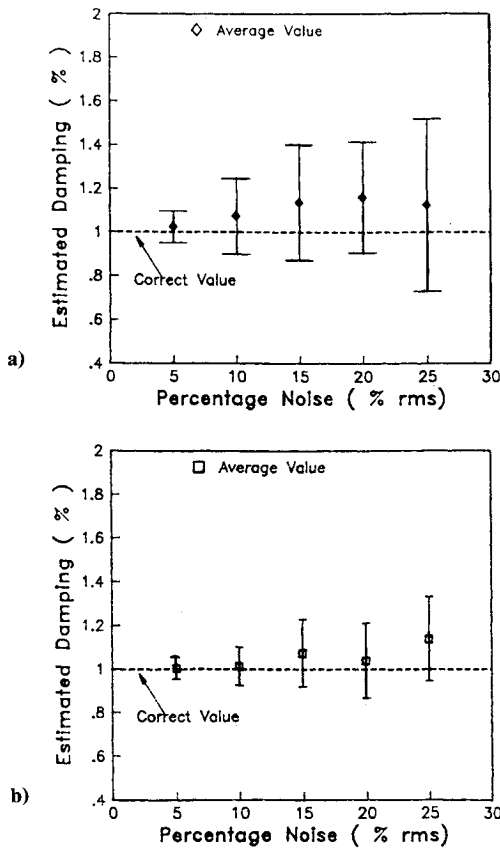 2
◇ Average Value
1.8
1.6
1.4
1.2
1
.8
.6
.4
Estimated Damping ( % )
Correct Value
0 5 10 15 20 25 30
Percentage Noise ( % rms)
a)
2
□ Average Value
1.8
1.6
1.4
1.2
1
.8
.6
.4
Estimated Damping ( % )
Correct Value
0 5 10 15 20 25 30
Percentage Noise ( % rms)
b)